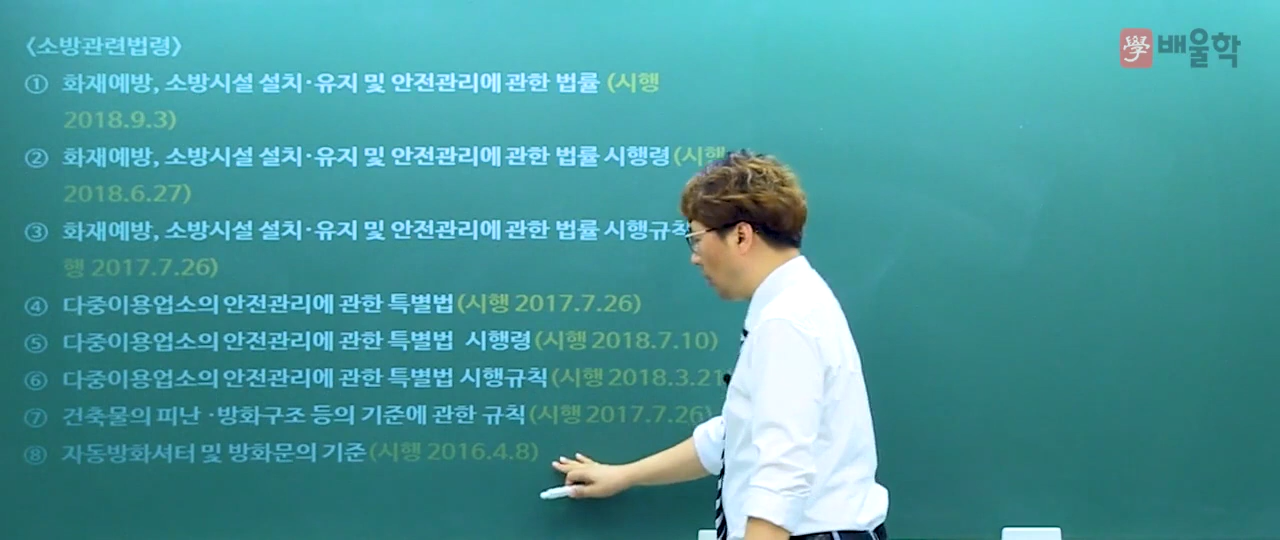 〈소방관련법령〉
學 배울학
① 화재예방, 소방시설 설치·유지 및 안전관리에 관한 법률 (시행
2018.9.3)
② 화재예방, 소방시설 설치·유지 및 안전관리에 관한 법률 시행령(시행
2018.6.27)
③ 화재예방, 소방시설 설치·유지 및 안전관리에 관한 법률 시행규칙
행 2017.7.26)
④ 다중이용업소의 안전관리에 관한 특별법(시행 2017.7.26)
⑤ 다중이용업소의 안전관리에 관한 특별법 시행령(시행 2018.7.10)
⑥ 다중이용업소의 안전관리에 관한 특별법 시행규칙(시행 2018.3.21
⑦ 건축물의 피난 ·방화구조 등의 기준에 관한 규칙(시행 2017.7.26)
⑧ 자동방화셔터 및 방화문의 기준(시행 2016.4.8)